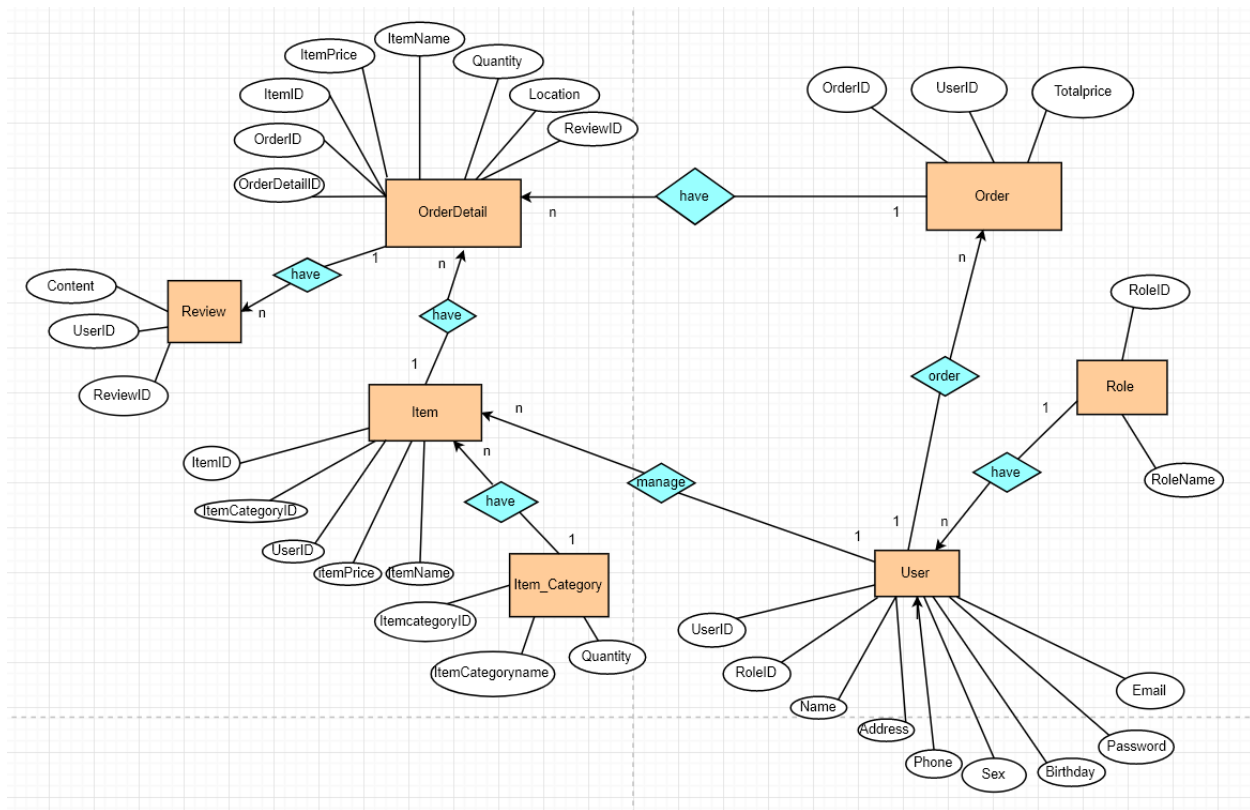 ItemName
ItemPrice
Quantity
ItemID
Location
OrderID
ReviewID
OrderDetailID
OrderDetail
OrderID
UserID
Totalprice
have
Order
n
1
1
n
n
have
Content
Review
n
UserID
ReviewID
have
1
Item
n
order
RoleID
Role
1
ItemID
ItemCategoryID
UserID
itemPrice
ItemName
n
have
manage
have
RoleName
1
Item_Category
ItemcategoryID
ItemCategoryname
Quantity
1
1
n
User
UserID
RoleID
Name
Address
Phone
Sex
Birthday
Password
Email